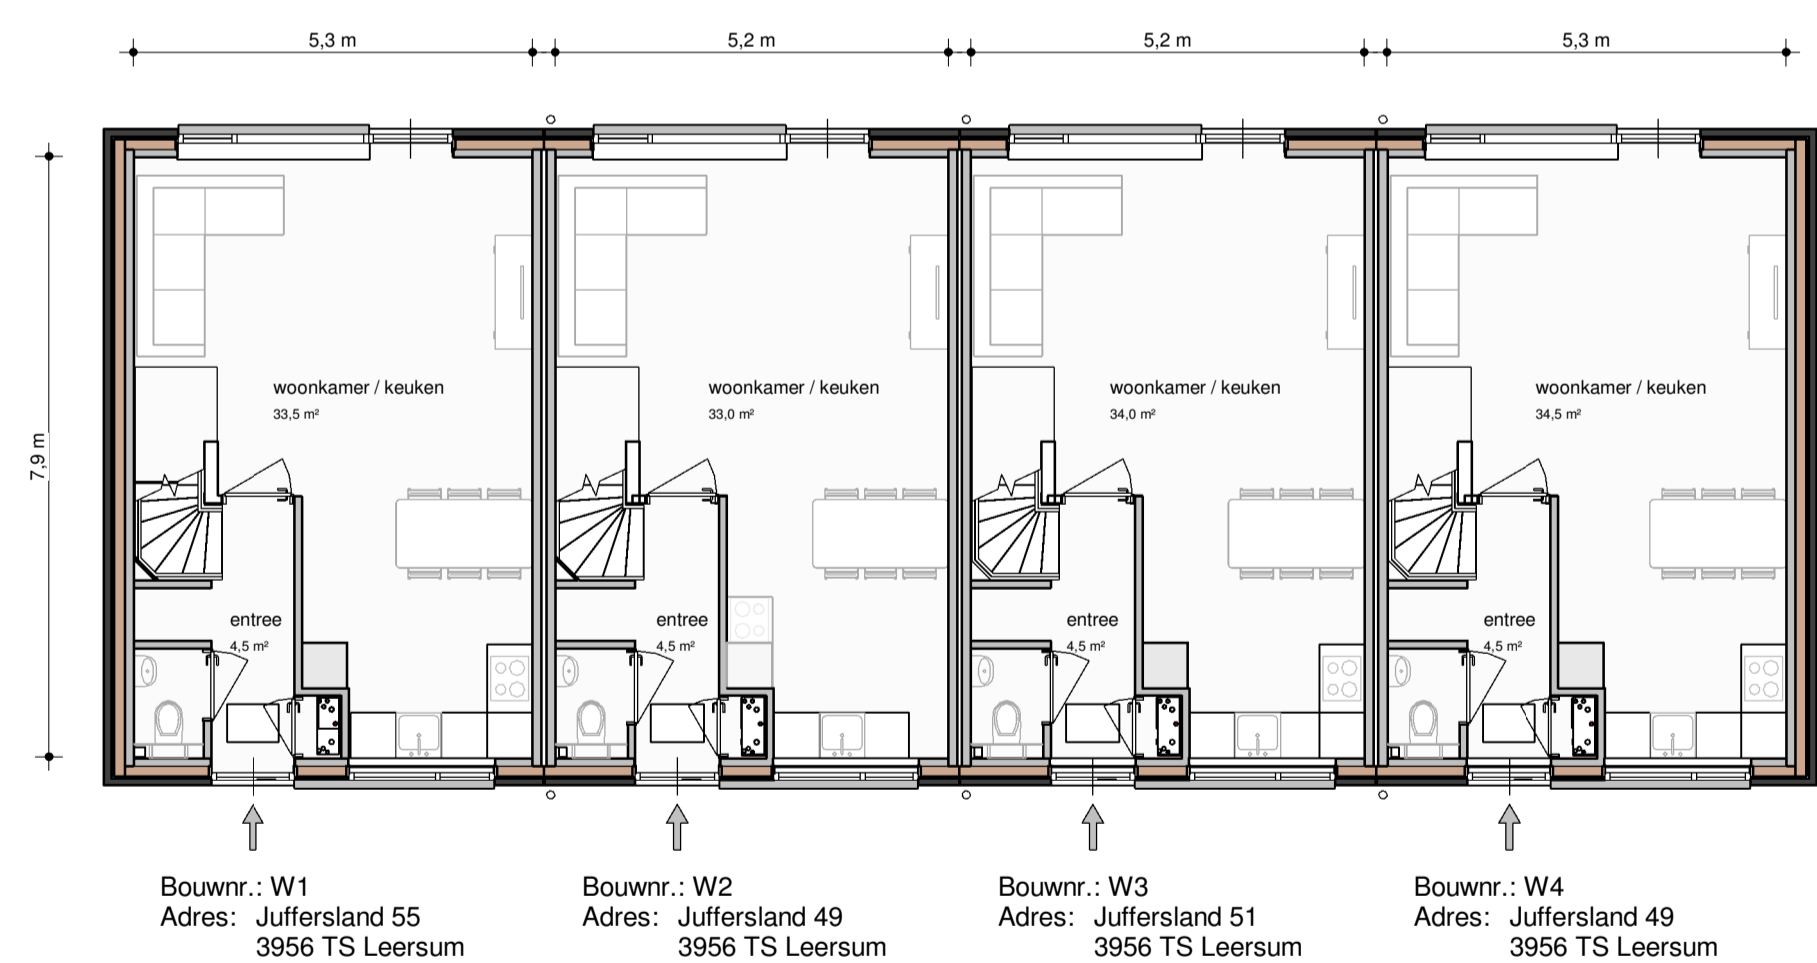 5,3 m
5,2 m
5,2 m
5,3 m
7,9 m
woonkamer / keuken
33,5 m²
woonkamer / keuken
33,0 m²
woonkamer / keuken
34,0 m²
woonkamer / keuken
34,5 m²
entree
4,5 m²
entree
4,5 m²
entree
4,5 m²
entree
4,5 m²
Bouwnr.: W1
Adres: Juffersland 55
3956 TS Leersum
Bouwnr.: W2
Adres: Juffersland 49
3956 TS Leersum
Bouwnr.: W3
Adres: Juffersland 51
3956 TS Leersum
Bouwnr.: W4
Adres: Juffersland 49
3956 TS Leersum